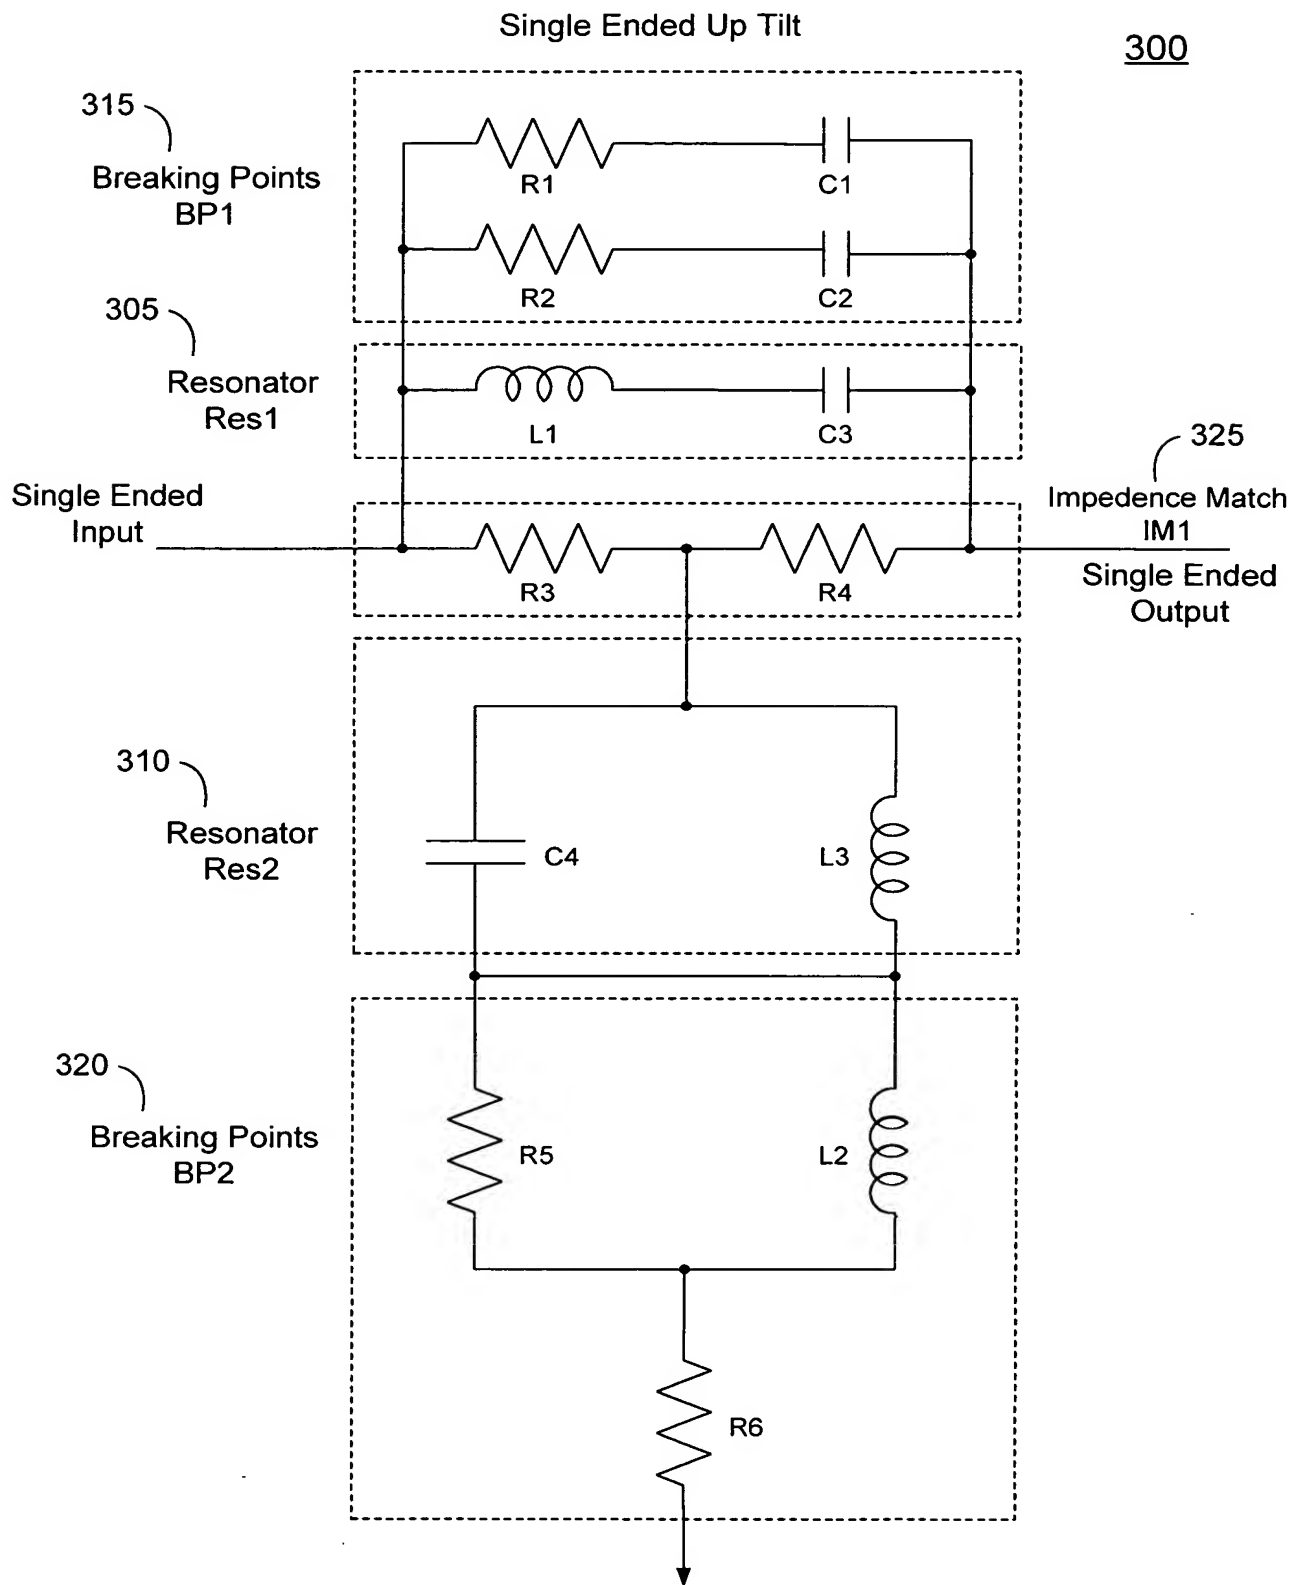 Single Ended Up Tilt
300
315
Breaking Points
BP1
R1
C1
R2
C2
305
Resonator
Res1
L1
C3
325
Single Ended
Input
Impedence Match
IM1
R3
R4
Single Ended
Output
310
Resonator
Res2
C4
L3
320
Breaking Points
BP2
R5
L2
R6